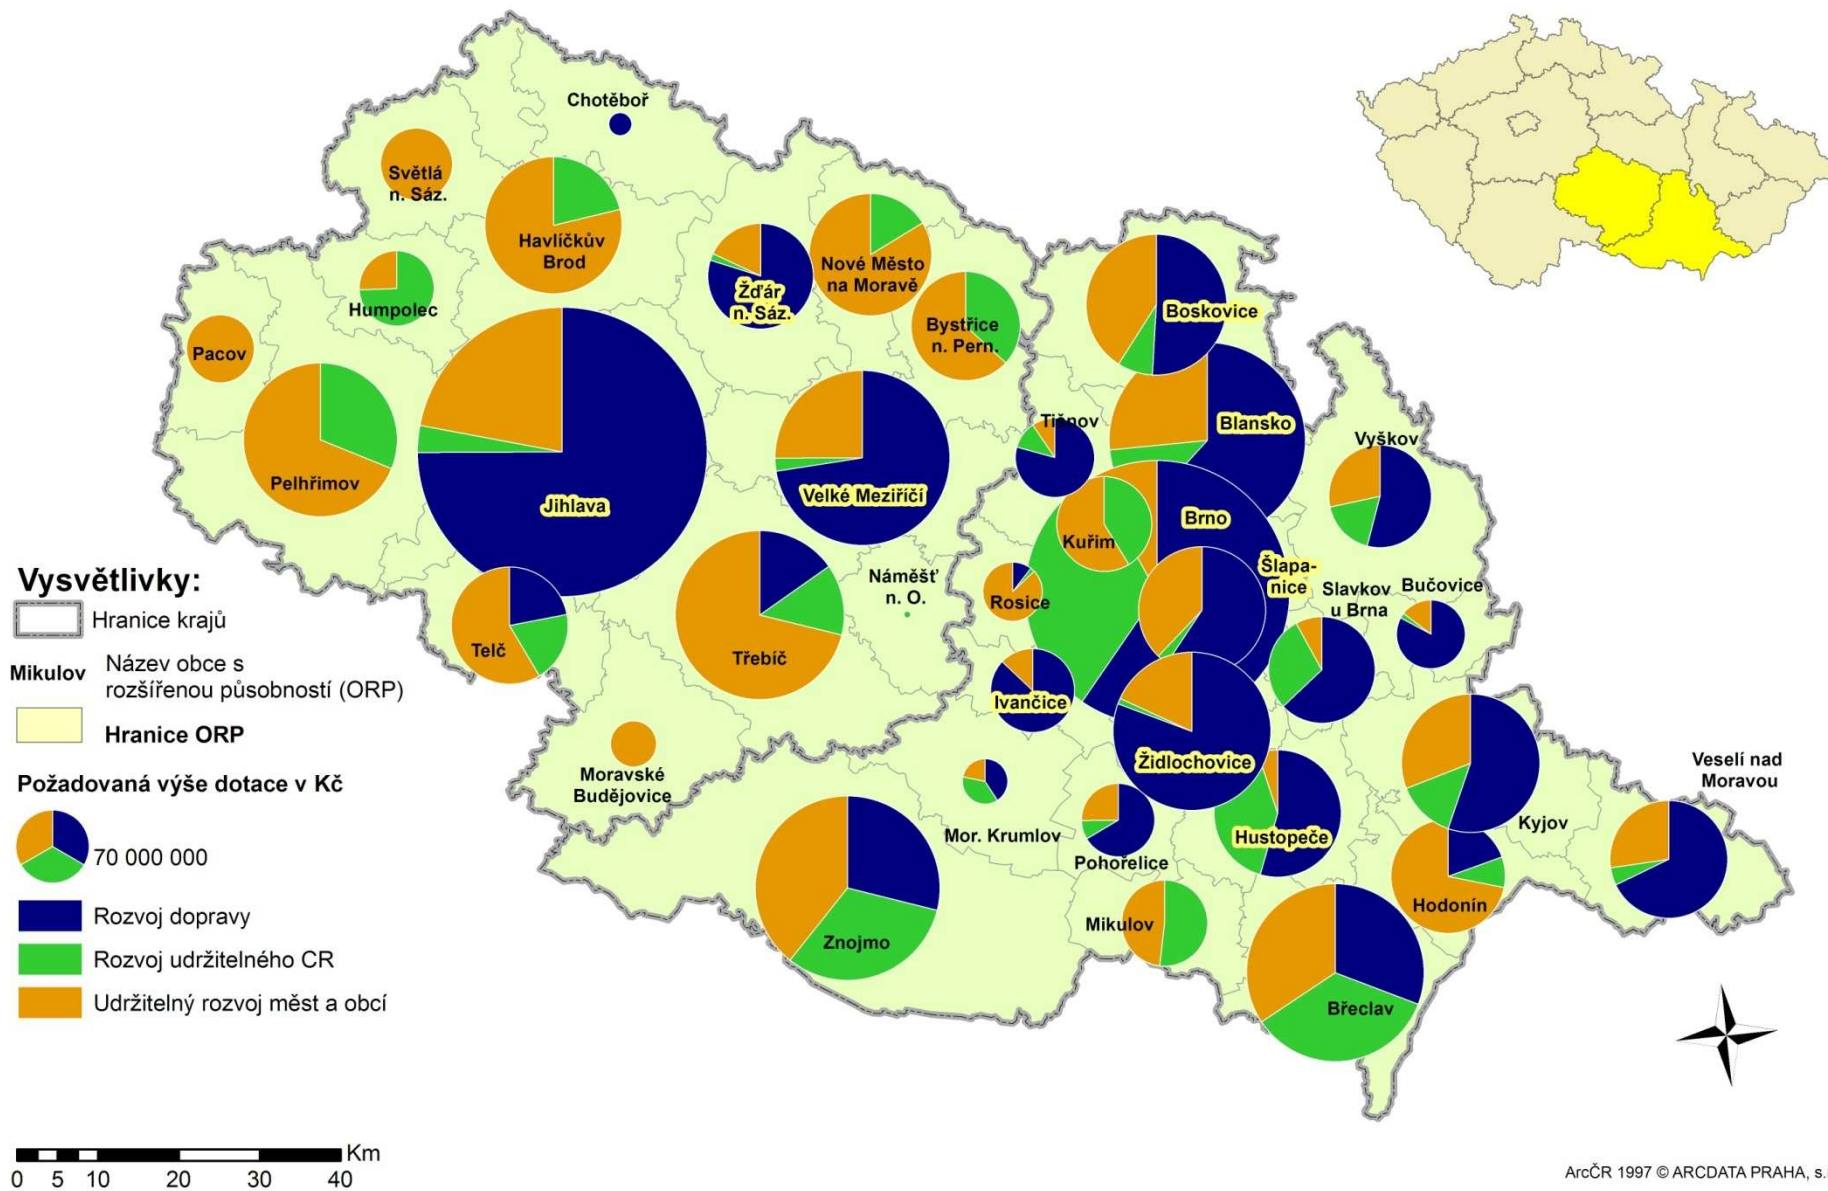 Chotěboř
Světlá
n. Sáz.
Havlíčkův
Brod
Žďár
n. Sáz.
Nové Město
na Moravě
Humpolec
Bystřice
n. Pern.
Boskovice
Pacov
Tišnov
Blansko
Vyškov
Pelhřimov
Jihlava
Velké Meziříčí
Brno
Kuřim
Šlapa-
nice
Slavkov
u Brna
Bučovice
Náměšť
n. O.
Rosice
Telč
Třebíč
Ivančice
Židlochovice
Moravské
Budějovice
Mor. Krumlov
Pohořelice
Hustopeče
Kyjov
Veselí nad
Moravou
Hodonín
Mikulov
Znojmo
Břeclav
Vysvětlivky:
Hranice krajů
Mikulov
Název obce s
rozšířenou působností (ORP)
Hranice ORP
Požadovaná výše dotace v Kč
70 000 000
Rozvoj dopravy
Rozvoj udržitelného CR
Udržitelný rozvoj měst a obcí
Km
0 5 10 20 30 40
ArcČR 1997 © ARCDATA PRAHA, s.